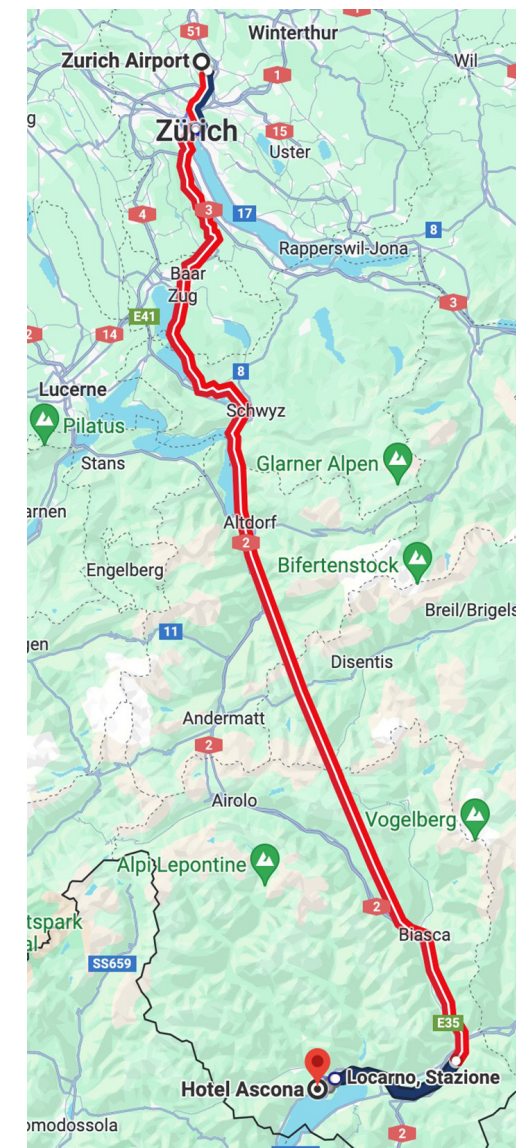 51
Winterthur
Zurich Airport
Wil
1
Zürich
15
Uster
g
4
3
17
8
Rapperswil-Jona
Baar
Zug
3
E41
14
2
8
Lucerne
Schwyz
Pilatus
Stans
Glarner Alpen
arnen
Altdorf
2
Bifertenstock
Engelberg
Breil/Brigels
11
gen
Disentis
Andermatt
2
Airolo
Vogelberg
Alpi Lepontine
2
tspark
al
Biasca
SS659
E35
Locarno, Stazione
Hotel Ascona
omodossola
2